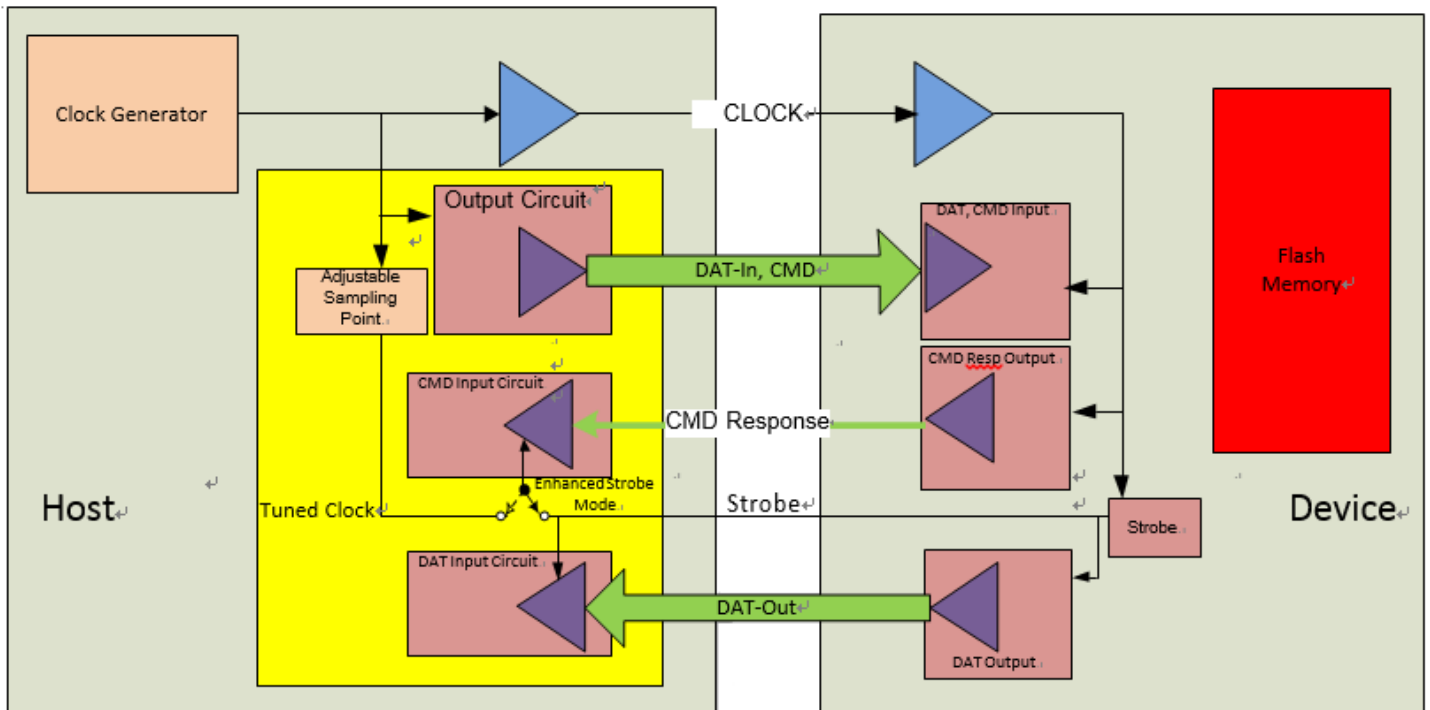 Clock Generator
CLOCK
Output Circuit
DAT, CMD Input
Flash
Memory
DAT-In, CMD
Adjustable
Sampling
Point
CMD Input Circuit
CMD Resp Output
CMD Response
Enhanced Strobe
Mode
Host
Tuned Clock
Strobe
Strobe
Device
DAT Input Circuit
DAT-Out
DAT Output